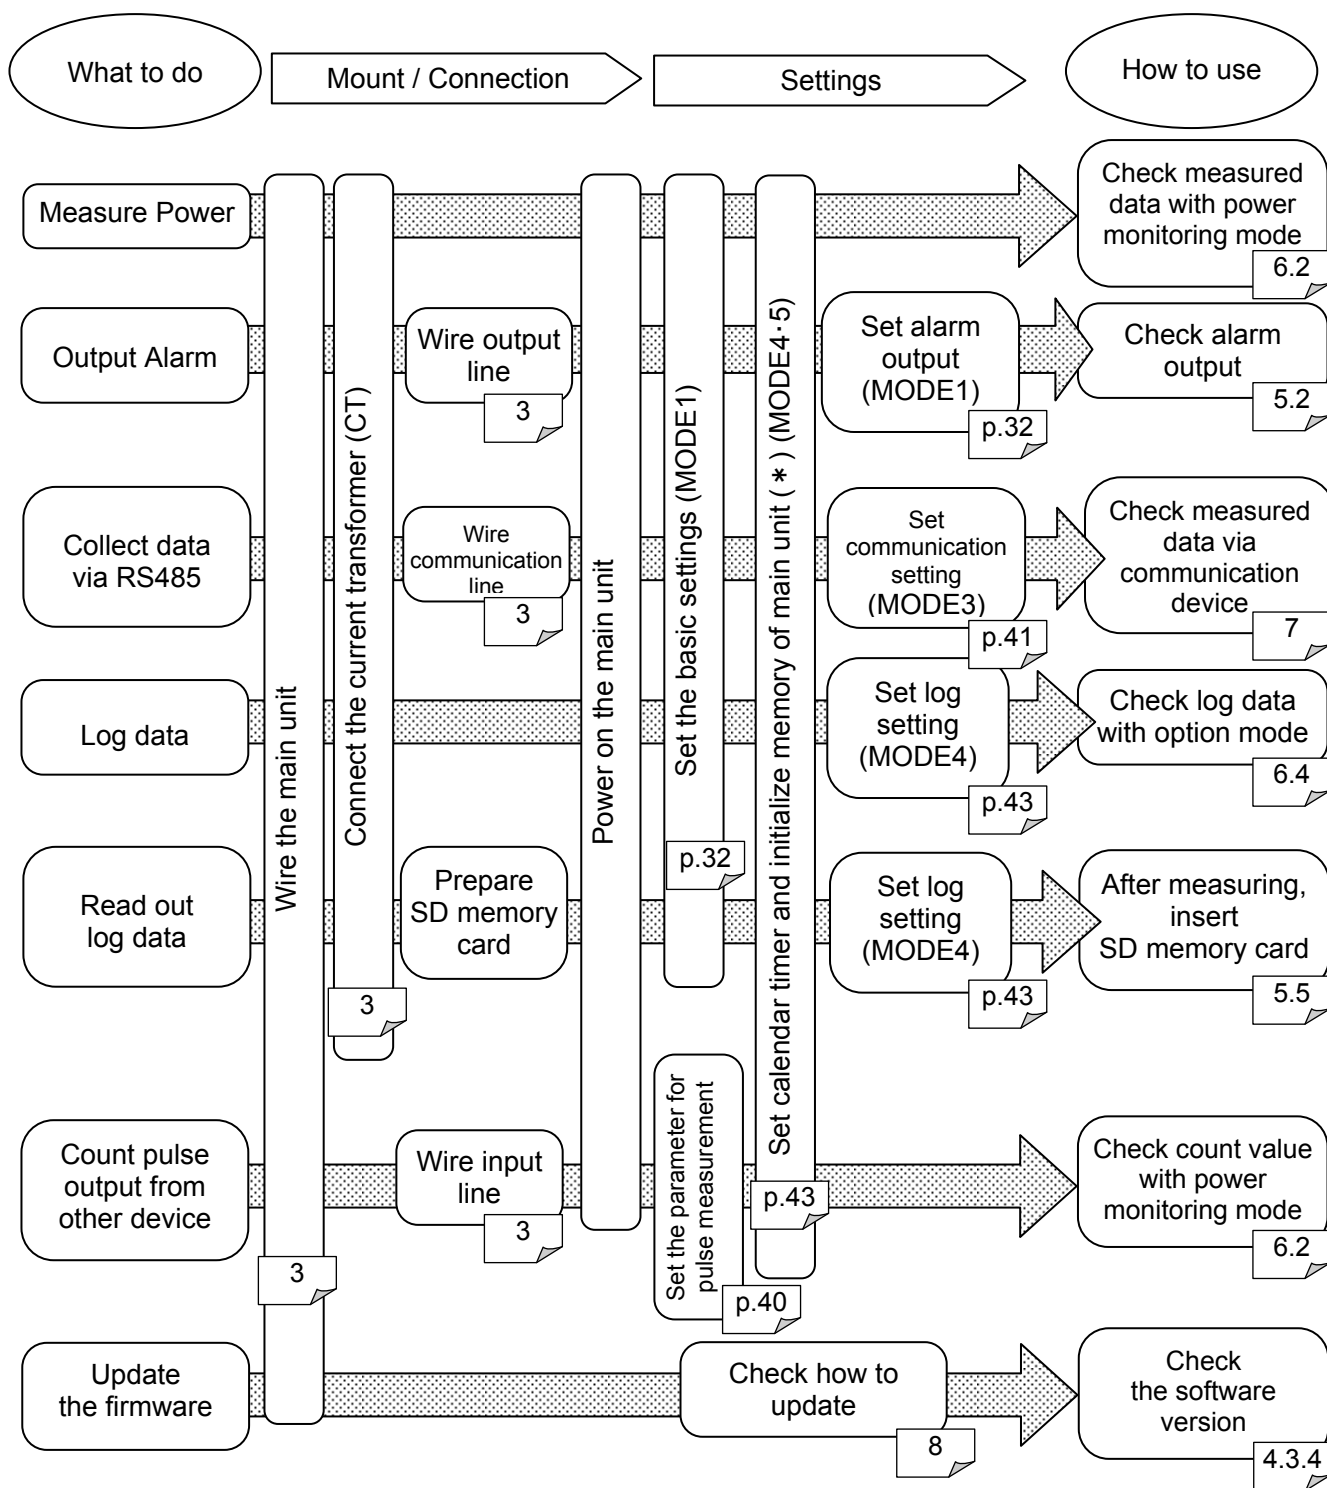 What to do
Mount / Connection
Settings
How to use
Measure Power
Check measured
data with power
monitoring mode
6.2
Output Alarm
Wire output
line
3
Set alarm
output
(MODE1)
p.32
Check alarm
output
5.2
Collect data
via RS485
Wire
communication
line
3
Set
communication
setting
(MODE3)
p.41
Check measured
data via
communication
device
7
Log data
Set log
setting
(MODE4)
p.43
Check log data
with option mode
6.4
Read out
log data
Prepare
SD memory
card
Set log
setting
(MODE4)
p.43
After measuring,
insert
SD memory card
5.5
Wire the main unit
3
Connect the current transformer (CT)
3
Power on the main unit
Set the basic settings (MODE1)
p.32
Set calendar timer and initialize memory of main unit (＊) (MODE4･5)
p.43
Count pulse
output from
other device
Wire input
line
3
Set the parameter for
pulse measurement
p.40
Check count value
with power
monitoring mode
6.2
Update
the firmware
Check how to
update
8
Check
the software
version
4.3.4